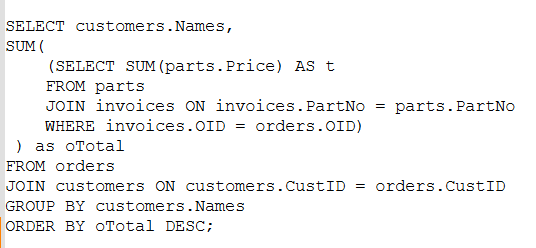 SELECT customers.Names,
SUM(
(SELECT SUM(parts.Price) AS t
FROM parts
JOIN invoices ON invoices.PartNo = parts.PartNo
WHERE invoices.OID = orders.OID)
) as oTotal
FROM orders
JOIN customers ON customers.CustID = orders.CustID
GROUP BY customers.Names
ORDER BY oTotal DESC;